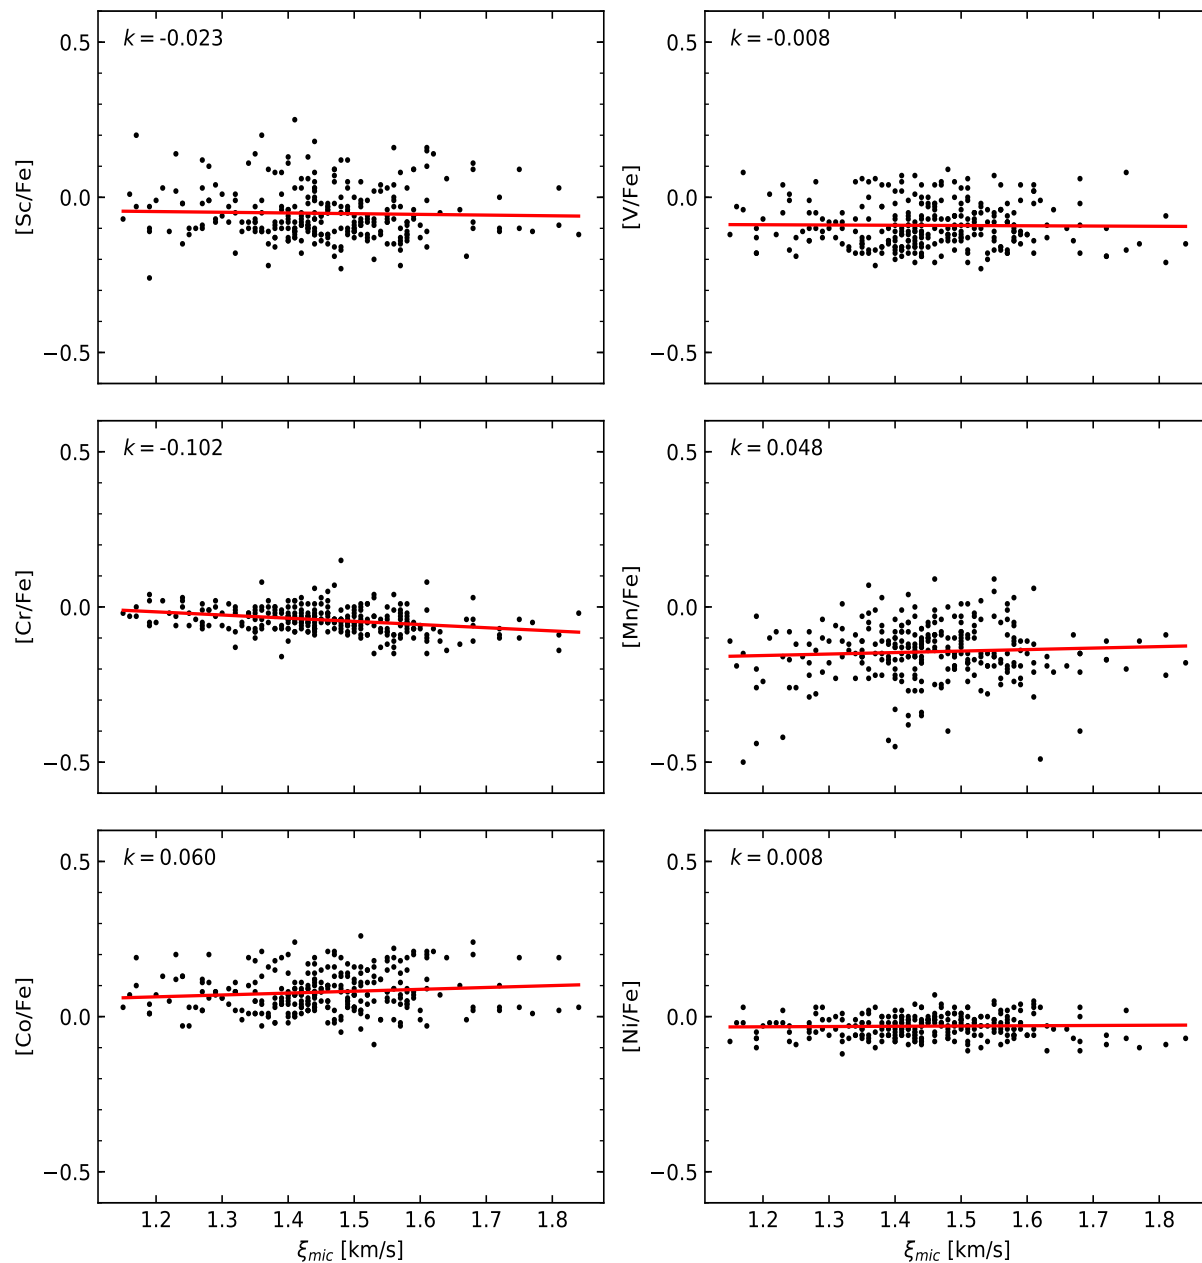 k = -0.023
0.5
0.0
−0.5
[Sc/Fe]
k = -0.008
0.5
0.0
−0.5
[V/Fe]
k = -0.102
0.5
0.0
−0.5
[Cr/Fe]
k = 0.048
0.5
0.0
−0.5
[Mn/Fe]
k = 0.060
0.5
0.0
−0.5
[Co/Fe]
1.2 1.3 1.4 1.5 1.6 1.7 1.8
ξmic [km/s]
k = 0.008
0.5
0.0
−0.5
[Ni/Fe]
1.2 1.3 1.4 1.5 1.6 1.7 1.8
ξmic [km/s]